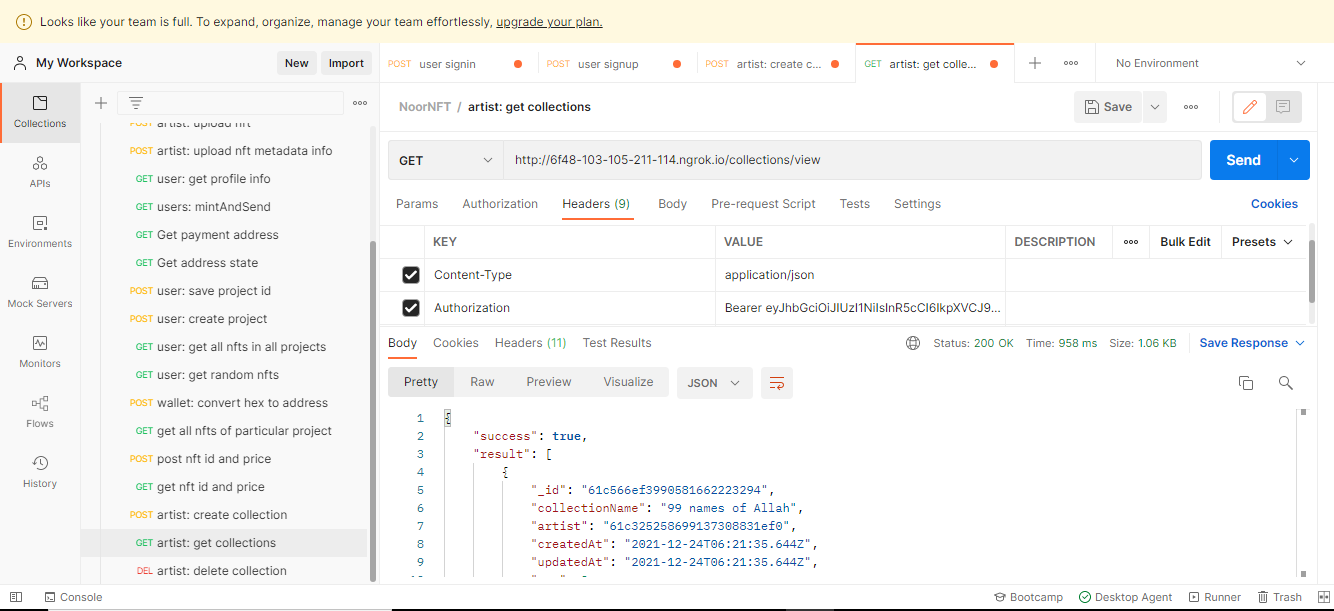 Looks like your team is full. To expand, organize, manage your team effortlessly, upgrade your plan.
My Workspace
New
Import
POST user signin
POST user signup
POST artist: create c...
GET artist: get colle...
No Environment
Collections
APIs
Environments
Mock Servers
Monitors
Flows
History
POST artist: upload nft
POST artist: upload nft metadata info
GET user: get profile info
GET users: mintAndSend
GET Get payment address
GET Get address state
POST user: save project id
POST user: create project
GET user: get all nfts in all projects
GET user: get random nfts
POST wallet: convert hex to address
GET get all nfts of particular project
POST post nft id and price
GET get nft id and price
POST artist: create collection
GET artist: get collections
DEL artist: delete collection
NoorNFT / artist: get collections
Save
GET
http://6f48-103-105-211-114.ngrok.io/collections/view
Send
Params
Authorization
Headers (9)
Body
Pre-request Script
Tests
Settings
Cookies
KEY
VALUE
DESCRIPTION
Bulk Edit
Presets
Content-Type
application/json
Authorization
Bearer eyJhbGciOiJIUzI1NiIsInR5cCI6IkpXVCJ9...
Body
Cookies
Headers (11)
Test Results
Status: 200 OK
Time: 958 ms
Size: 1.06 KB
Save Response
Pretty
Raw
Preview
Visualize
JSON
1 {
2 "success": true,
3 "result": [
4 {
5 "_id": "61c566ef3990581662223294",
6 "collectionName": "99 names of Allah",
7 "artist": "61c325258699137308831ef0",
8 "createdAt": "2021-12-24T06:21:35.644Z",
9 "updatedAt": "2021-12-24T06:21:35.644Z",
Console
Bootcamp
Desktop Agent
Runner
Trash